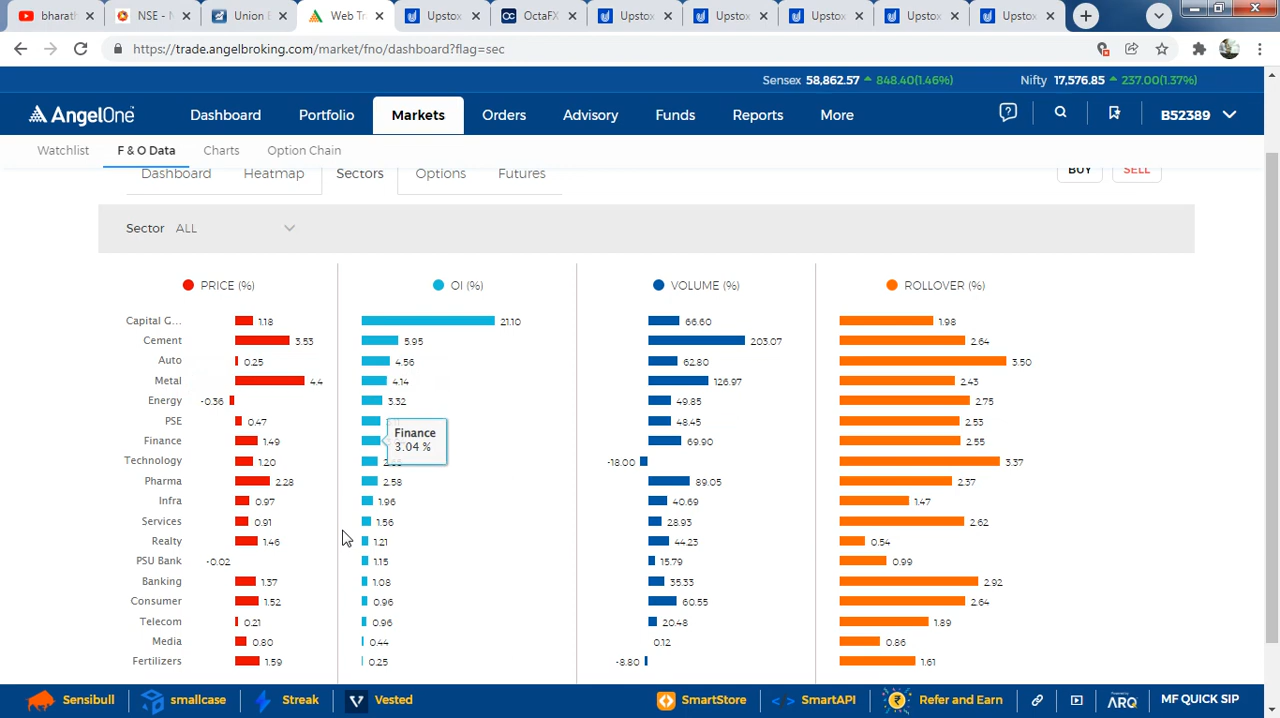 bharath
NSE - N
Union B
Web Tr
Upstox
OctaFX
Upstox
Upstox
Upstox
Upstox
Upstox
https://trade.angelbroking.com/market/fno/dashboard?flag=sec
Sensex 58,862.57 848.40(1.46%) Nifty 17,576.85 237.00(1.37%)
AngelOne Dashboard Portfolio Markets Orders Advisory Funds Reports More B52389
Watchlist F & O Data Charts Option Chain
Dashboard Heatmap Sectors Options Futures BUY SELL
Sector ALL
PRICE (%) OI (%) VOLUME (%) ROLLOVER (%)
Capital G... 1.18 21.10 66.60 1.98
Cement 3.53 5.95 203.07 2.64
Auto 0.25 4.56 62.80 3.50
Metal 4.4 4.14 126.97 2.43
Energy -0.36 3.32 49.85 2.75
PSE 0.47 48.45 2.53
Finance 1.49 69.90 2.55
Finance
3.04 %
Technology 1.20 -18.00 3.37
Pharma 2.28 2.58 89.05 2.37
Infra 0.97 1.96 40.69 1.47
Services 0.91 1.56 28.93 2.62
Realty 1.46 1.21 44.23 0.54
PSU Bank -0.02 1.15 15.79 0.99
Banking 1.37 1.08 35.33 2.92
Consumer 1.52 0.96 60.55 2.64
Telecom 0.21 0.96 20.48 1.89
Media 0.80 0.44 0.12 0.86
Fertilizers 1.59 0.25 -8.80 1.61
Sensibull smallcase Streak Vested SmartStore SmartAPI Refer and Earn ARQ MF QUICK SIP